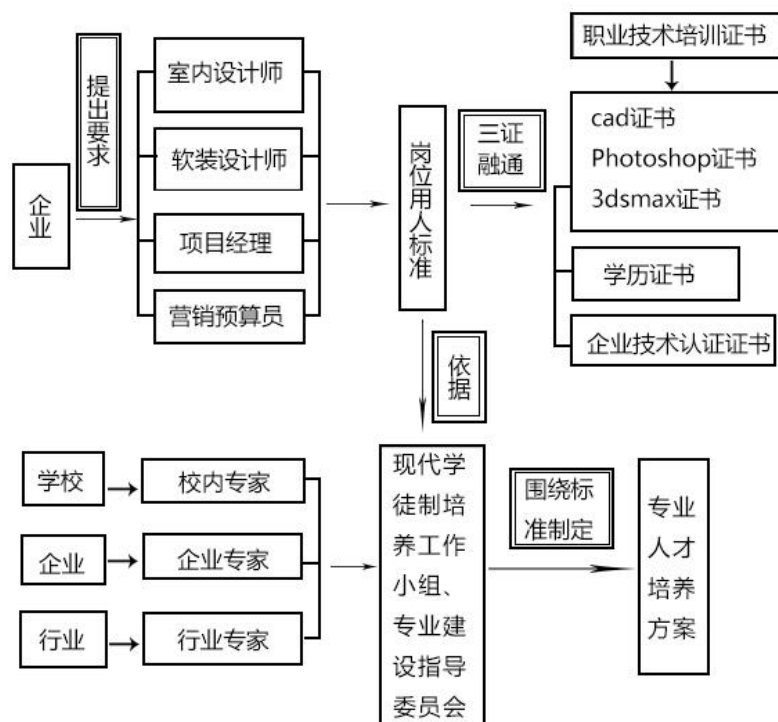 企业
提出要求
室内设计师
软装设计师
项目经理
营销预算员
岗位用人标准
三证
融通
职业技术培训证书
cad证书
Photoshop证书
3dsmax证书
学历证书
企业技术认证证书
依据
学校
校内专家
企业
企业专家
行业
行业专家
现代学
徒制培
养工作
小组、
专业建
设指导
委员会
围绕标
准制定
专业
人才
培养
方案